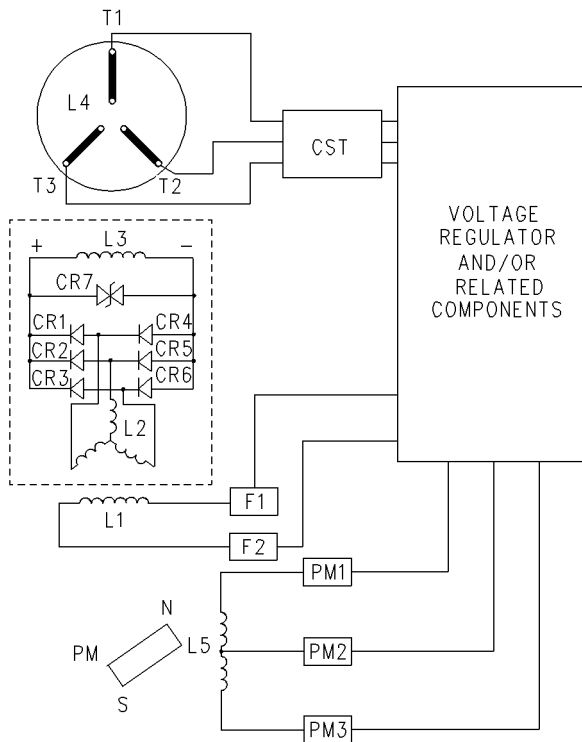 T1
L4
T3
T2
CST
VOLTAGE
REGULATOR
AND/OR
RELATED
COMPONENTS
+ L3 -
CR7
CR1 CR4
CR2 CR5
CR3 CR6
L2
L1
F1
F2
PM1
N
PM
L5
PM2
S
PM3